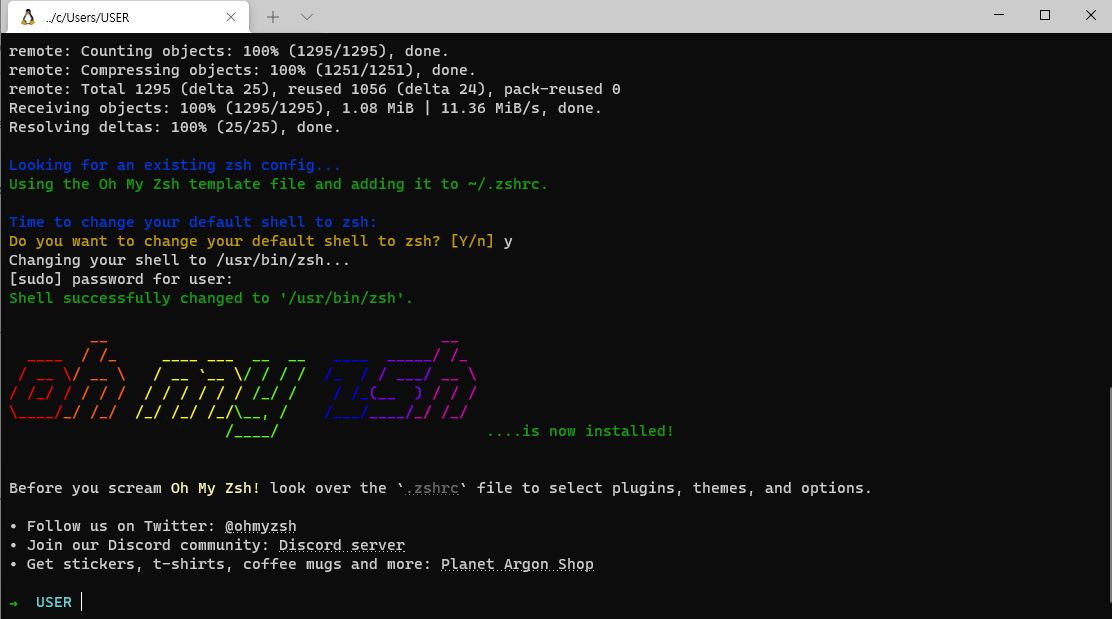 ../c/Users/USER
remote: Counting objects: 100% (1295/1295), done.
remote: Compressing objects: 100% (1251/1251), done.
remote: Total 1295 (delta 25), reused 1056 (delta 24), pack-reused 0
Receiving objects: 100% (1295/1295), 1.08 MiB | 11.36 MiB/s, done.
Resolving deltas: 100% (25/25), done.
Looking for an existing zsh config...
Using the Oh My Zsh template file and adding it to ~/.zshrc.
Time to change your default shell to zsh:
Do you want to change your default shell to zsh? [Y/n] y
Changing your shell to /usr/bin/zsh...
[sudo] password for user:
Shell successfully changed to '/usr/bin/zsh'.
oh my zsh
....is now installed!
Before you scream Oh My Zsh! look over the `.zshrc` file to select plugins, themes, and options.
• Follow us on Twitter: @ohmyzsh
• Join our Discord community: Discord server
• Get stickers, t-shirts, coffee mugs and more: Planet Argon Shop
→ USER